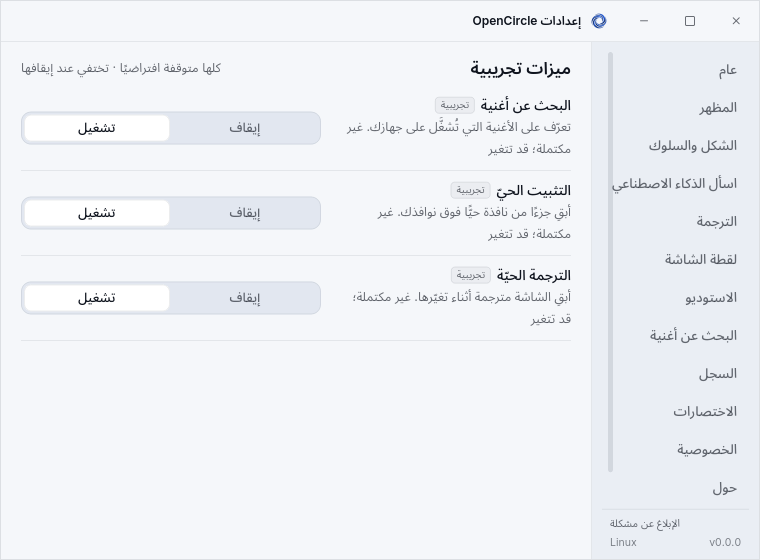 إعدادات OpenCircle
عام
المظهر
الشكل والسلوك
اسأل الذكاء الاصطناعي
الترجمة
لقطة الشاشة
الاستوديو
البحث عن أغنية
السجل
الاختصارات
الخصوصية
حول
الإبلاغ عن مشكلة
v0.0.0 Linux
ميزات تجريبية
كلها متوقفة افتراضيًا · تختفي عند إيقافها
البحث عن أغنية تجريبية
تعرّف على الأغنية التي تُشغَّل على جهازك. غير
مكتملة؛ قد تتغير
إيقاف تشغيل
التثبيت الحيّ تجريبية
أبقِ جزءًا من نافذة حيًّا فوق نوافذك. غير
مكتملة؛ قد تتغير
إيقاف تشغيل
الترجمة الحيّة تجريبية
أبقِ الشاشة مترجمة أثناء تغيّرها. غير مكتملة؛
قد تتغير
إيقاف تشغيل